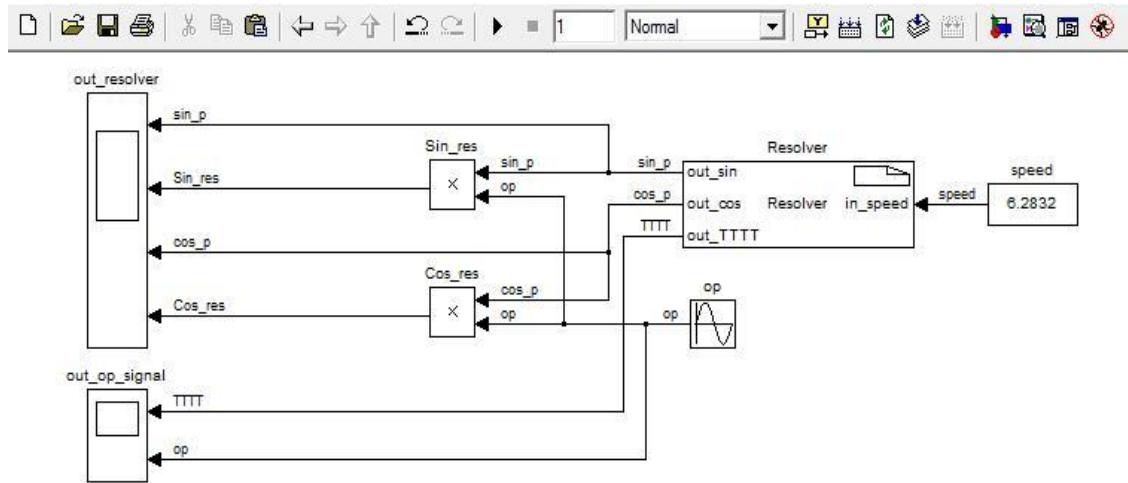 1 Normal
out_resolver
sin_p
Sin_res
cos_p
Cos_res
Sin_res
×
sin_p
op
Cos_res
×
cos_p
op
sin_p
cos_p
TTTT
Resolver
out_sin
out_cos Resolver in_speed
out_TTTT
speed
speed
6.2832
op
op
out_op_signal
TTTT
op